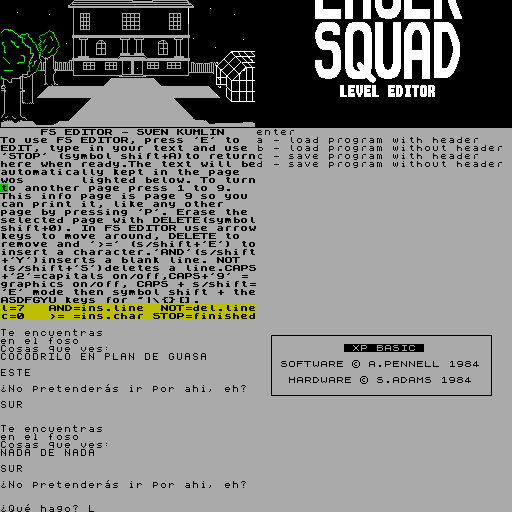 LASER
SQUAD
LEVEL EDITOR
FS EDITOR - SVEN KUMLIN
To use FS EDITOR, press 'E' to
EDIT, type in your text and use
'STOP' (symbol shift+A)to return
here when ready.The text will be
automatically kept in the page
wos      lighted below. To turn
to another page press 1 to 9.
This info page is page 9 so you
can print it, like any other
page by pressing 'P'. Erase the
selected page with DELETE(symbol
shift+0). In FS EDITOR use arrow
keys to move around, DELETE to
remove and '>=' (s/shift+'E') to
insert a character.'AND'(s/shift
+'Y')inserts a blank line. NOT
(s/shift+'S')deletes a line.CAPS
+'2'=capitals on/off,CAPS+'9' =
graphics on/off, CAPS + s/shift=
'E' mode then symbol shift + the
ASDFGYU keys for ~|\{}[].
l=7   AND=ins.line  NOT=del.line
c=0   >= =ins.char STOP=finished
enter
a - load program with header
b - load program without header
c - save program with header
d - save program without header
Te encuentras
en el foso
Cosas que ves:
COCODRILO EN PLAN DE GUASA
ESTE
¿No Pretenderás ir Por ahi, eh?
SUR
Te encuentras
en el foso
Cosas que ves:
NADA DE NADA
SUR
¿No Pretenderás ir Por ahi, eh?
¿Qué hago? L
XP BASIC
SOFTWARE © A.PENNELL 1984
HARDWARE © S.ADAMS 1984